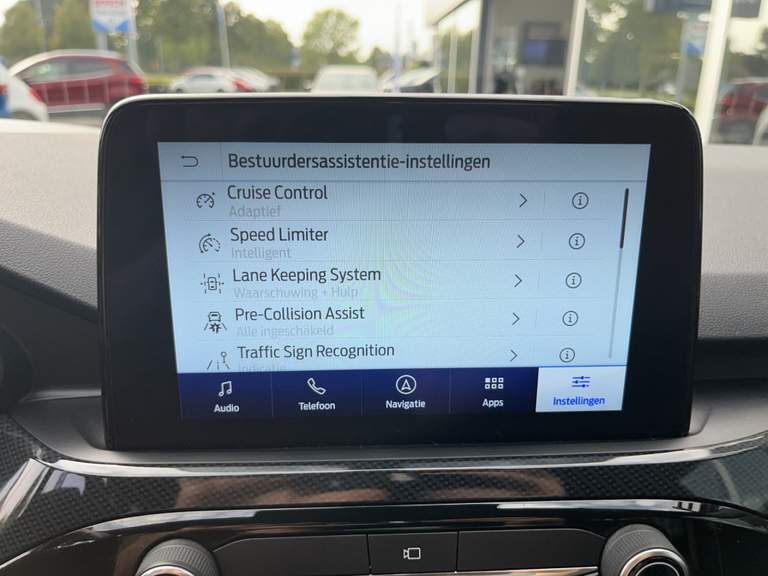 Bestuurdersassistentie-instellingen
Cruise Control
Adaptief
Speed Limiter
Intelligent
Lane Keeping System
Waarschuwing + Hulp
Pre-Collision Assist
Alle ingeschakeld
Traffic Sign Recognition
Indicatie
Audio
Telefoon
Navigatie
Apps
Instellingen